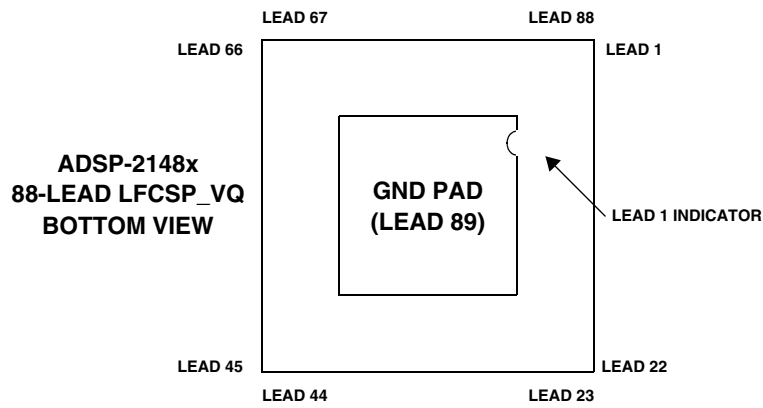 LEAD 67
LEAD 88
LEAD 66
LEAD 1
ADSP-2148x
88-LEAD LFCSP_VQ
BOTTOM VIEW
GND PAD
(LEAD 89)
LEAD 1 INDICATOR
LEAD 45
LEAD 22
LEAD 44
LEAD 23